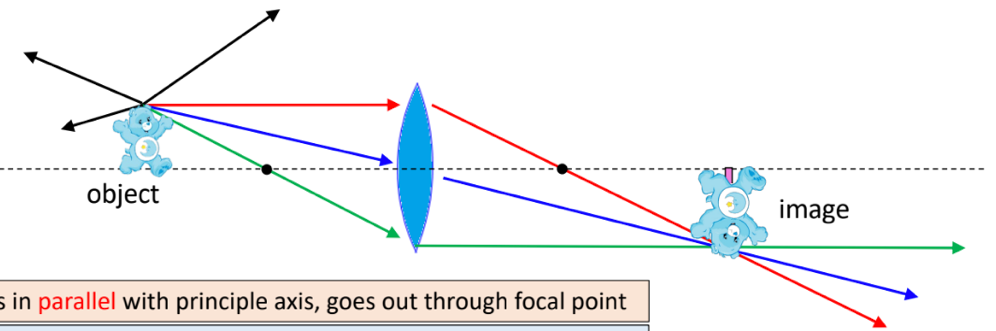 object
image
s in parallel with principle axis, goes out through focal point